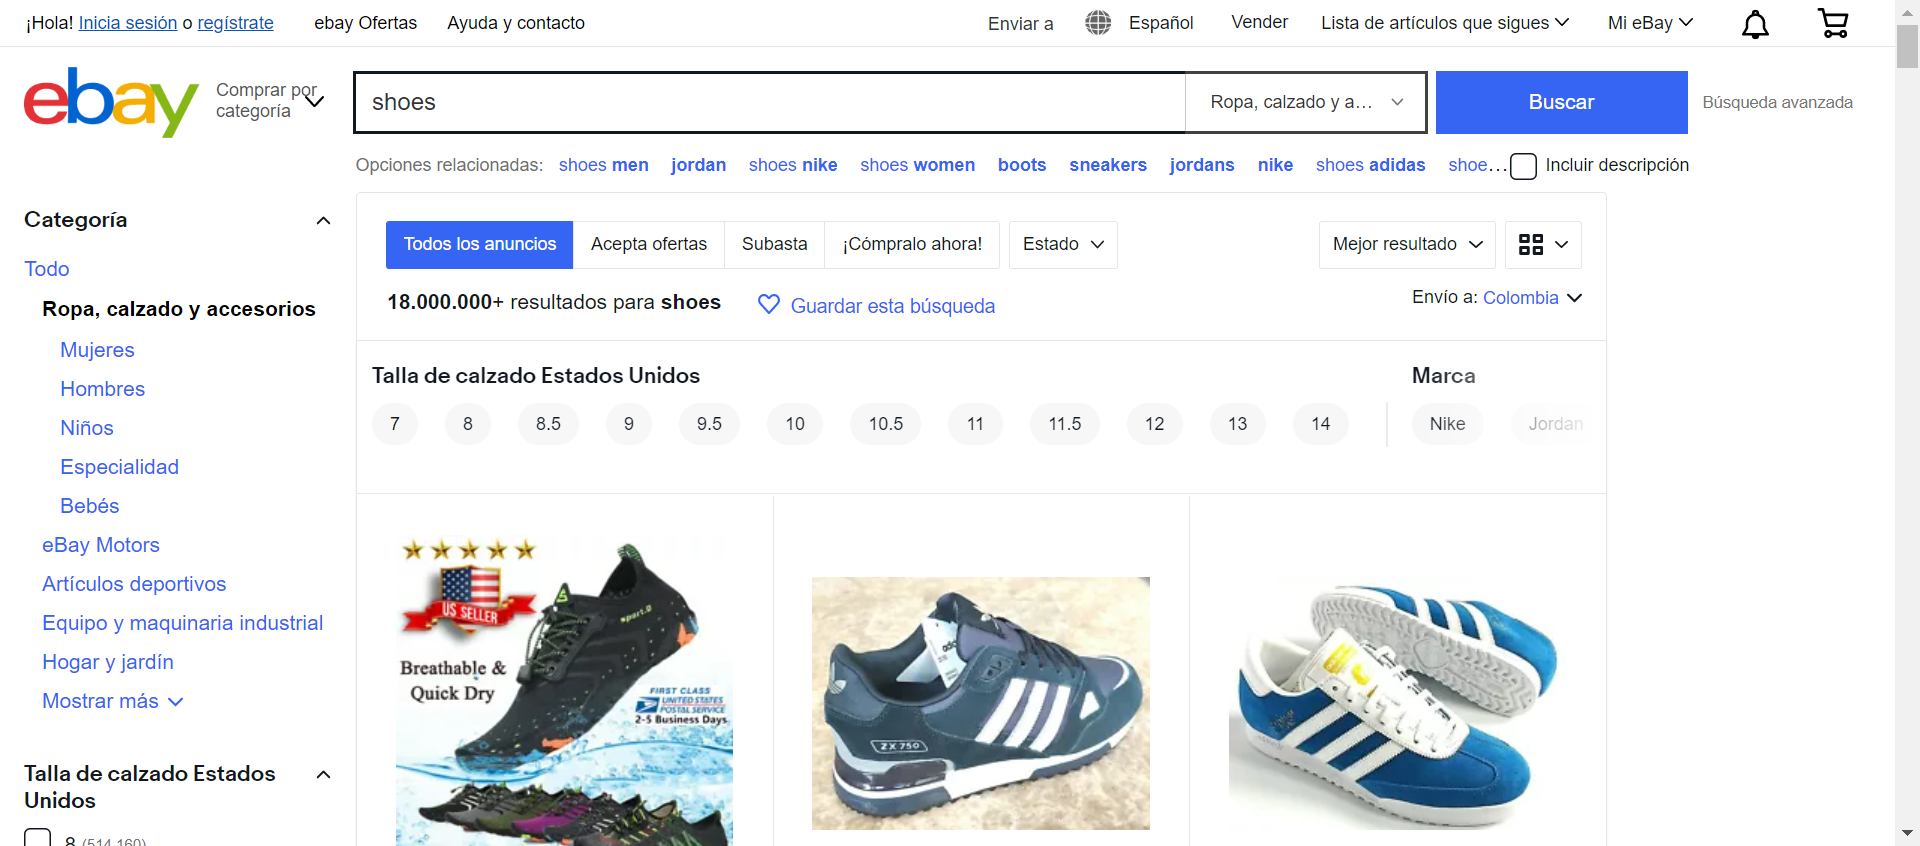 ¡Hola! Inicia sesión o regístrate
ebay Ofertas
Ayuda y contacto
Enviar a
Español
Vender
Lista de artículos que sigues
Mi eBay
ebay
Comprar por
categoría
shoes
Ropa, calzado y a...
Buscar
Búsqueda avanzada
Opciones relacionadas: shoes men jordan shoes nike shoes women boots sneakers jordans nike shoes adidas shoe...
Incluir descripción
Categoría
Todo
Ropa, calzado y accesorios
Mujeres
Hombres
Niños
Especialidad
Bebés
eBay Motors
Artículos deportivos
Equipo y maquinaria industrial
Hogar y jardín
Mostrar más
Talla de calzado Estados
Unidos
8 (514.160)
Todos los anuncios
Acepta ofertas
Subasta
¡Cómpralo ahora!
Estado
Mejor resultado
18.000.000+ resultados para shoes
Guardar esta búsqueda
Envío a: Colombia
Talla de calzado Estados Unidos
7 8 8.5 9 9.5 10 10.5 11 11.5 12 13 14
Marca
Nike Jordan
US SELLER
Breathable &
Quick Dry
sport.0
FIRST CLASS
UNITED STATES
POSTAL SERVICE
2-5 Business Days
ZX 750